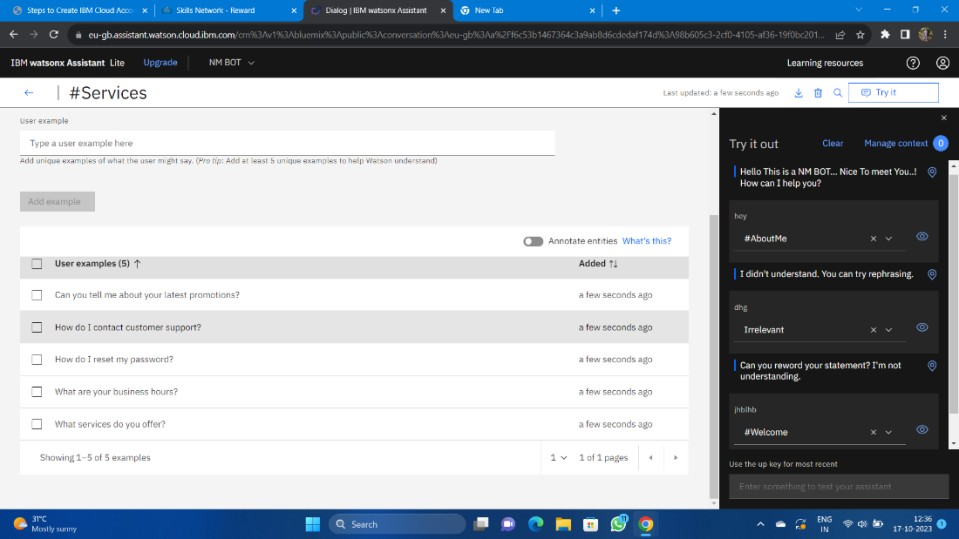 Steps to Create IBM Cloud Acco
Skills Network - Reward
Dialog | IBM watsonx Assistant
New Tab
eu-gb.assistant.watson.cloud.ibm.com/crn%3Av1%3Abluemix%3Apublic%3Aconversation%3Aeu-gb%3Aa%2Ff6c53b1467364c3a9ab8d6cdedaf174d%3A98b605c3-2cf0-4105-af36-19f0bc201...
IBM watsonx Assistant Lite
Upgrade
NM BOT
Learning resources
#Services
Last updated: a few seconds ago
Try it
User example
Type a user example here
Add unique examples of what the user might say. (Pro tip: Add at least 5 unique examples to help Watson understand)
Add example
Annotate entities What's this?
User examples (5) ↑ Added ↑↓
Can you tell me about your latest promotions? a few seconds ago
How do I contact customer support? a few seconds ago
How do I reset my password? a few seconds ago
What are your business hours? a few seconds ago
What services do you offer? a few seconds ago
Showing 1–5 of 5 examples 1 1 of 1 pages
Try it out Clear Manage context 0
Hello This is a NM BOT... Nice To meet You..!
How can I help you?
hey
#AboutMe
I didn't understand. You can try rephrasing.
dhg
Irrelevant
Can you reword your statement? I'm not
understanding.
jhblhb
#Welcome
Use the up key for most recent
Enter something to test your assistant
31°C
Mostly sunny
Search
ENG
IN
12:36
17-10-2023